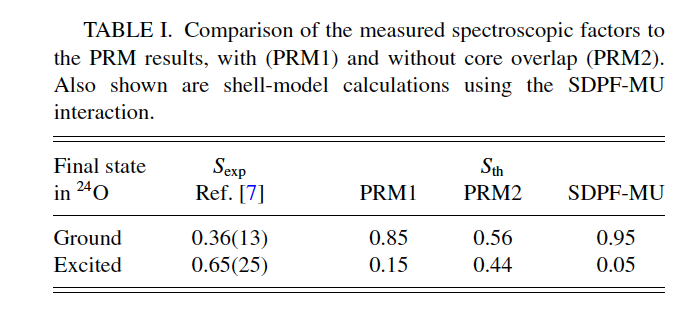 TABLE I. Comparison of the measured spectroscopic factors to
the PRM results, with (PRM1) and without core overlap (PRM2).
Also shown are shell-model calculations using the SDPF-MU
interaction.
Final state S_exp S_th
in ²⁴O Ref. [7] PRM1 PRM2 SDPF-MU
Ground 0.36(13) 0.85 0.56 0.95
Excited 0.65(25) 0.15 0.44 0.05